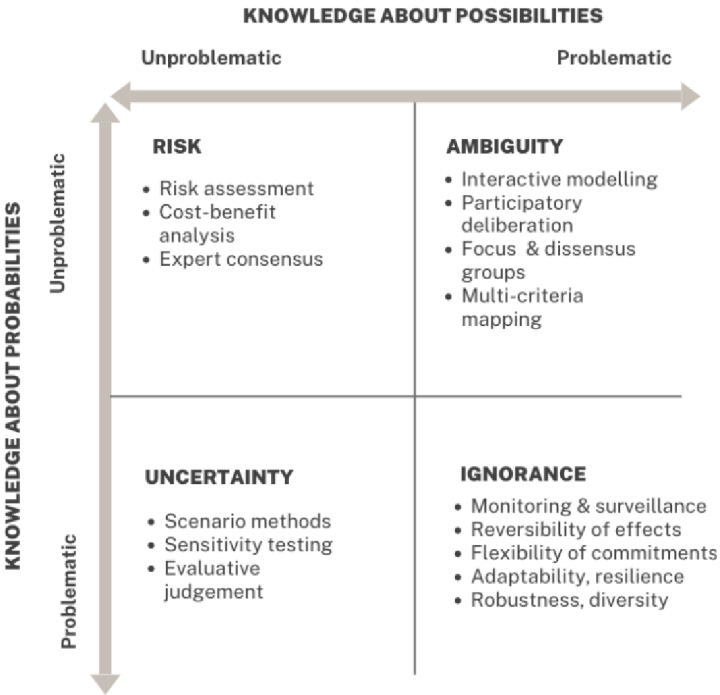 KNOWLEDGE ABOUT POSSIBILITIES
Unproblematic
Problematic
KNOWLEDGE ABOUT PROBABILITIES
Unproblematic
RISK
• Risk assessment
• Cost-benefit
analysis
• Expert consensus
AMBIGUITY
• Interactive modelling
• Participatory
deliberation
• Focus & dissensus
groups
• Multi-criteria
mapping
Problematic
UNCERTAINTY
• Scenario methods
• Sensitivity testing
• Evaluative
judgement
IGNORANCE
• Monitoring & surveillance
• Reversibility of effects
• Flexibility of commitments
• Adaptability, resilience
• Robustness, diversity